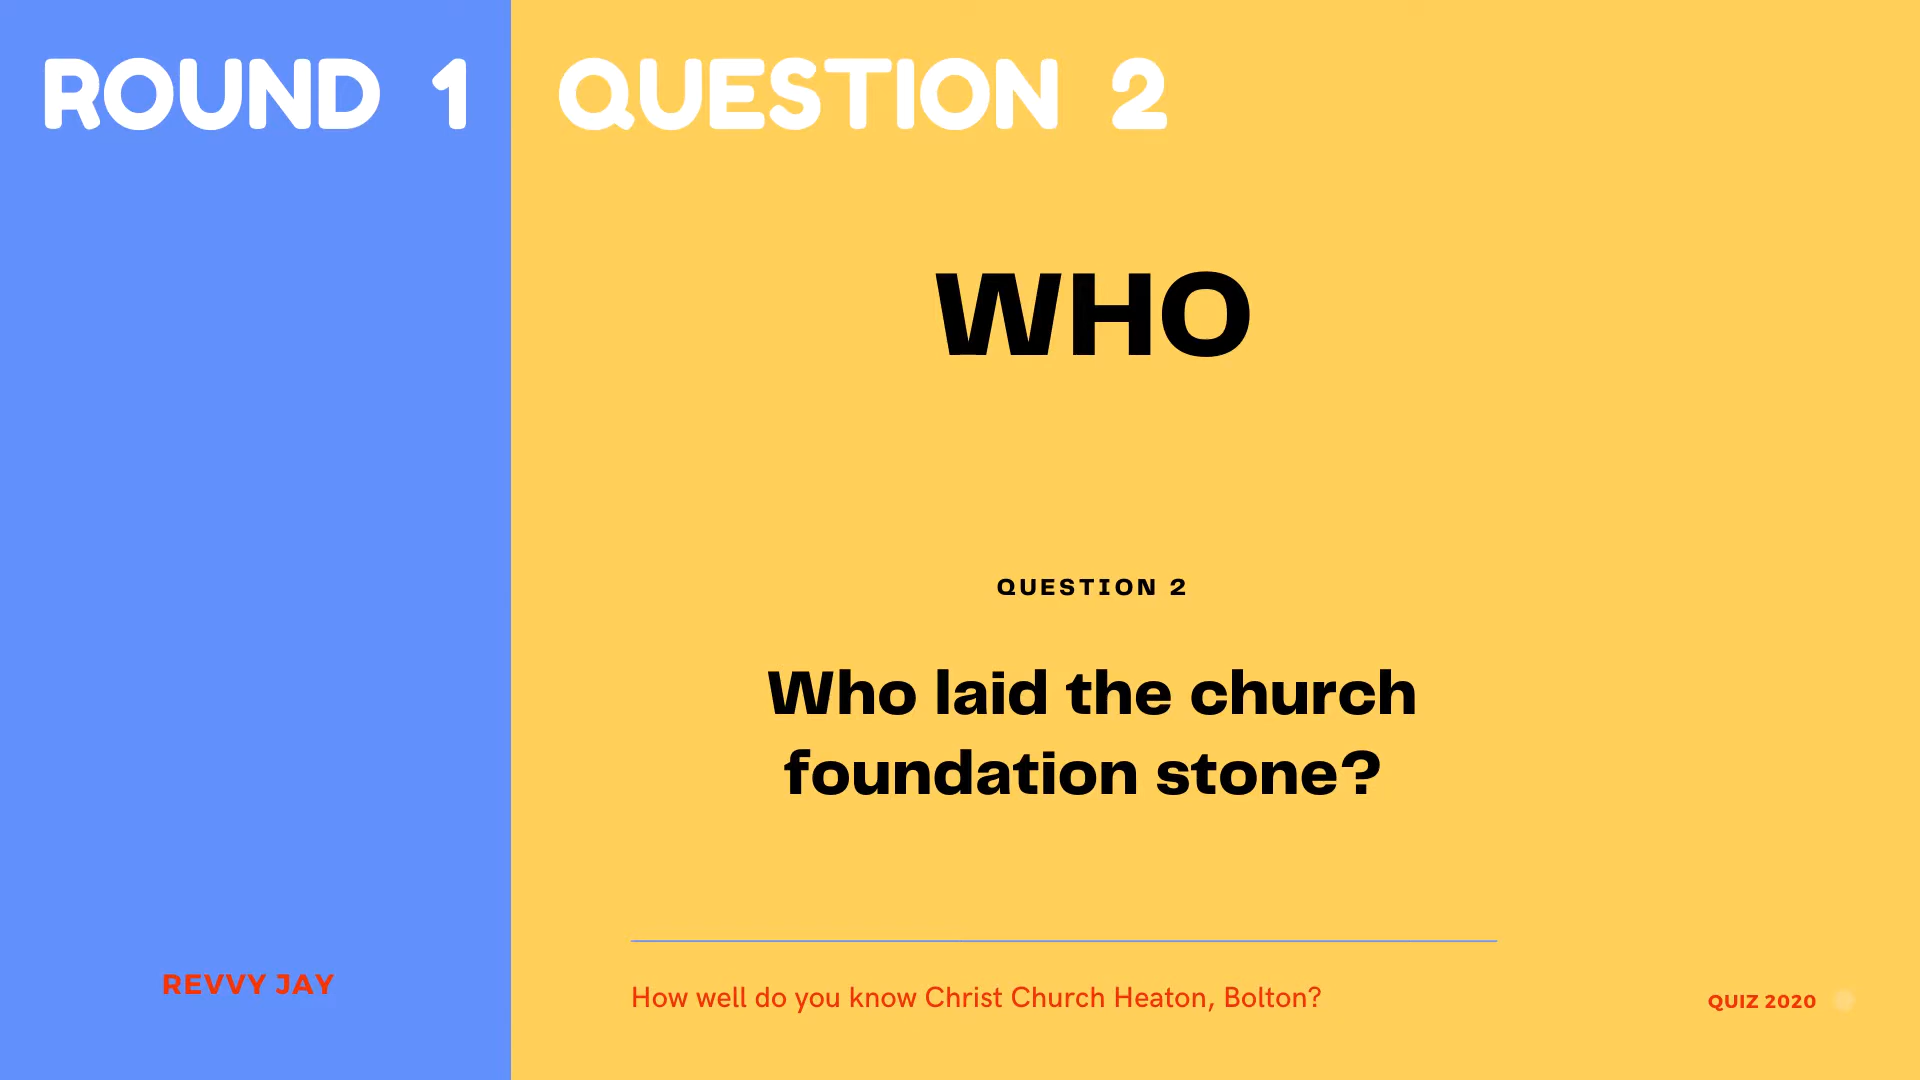 ROUND 1
QUESTION 2
WHO
QUESTION 2
Who laid the church
foundation stone?
REVVY JAY
How well do you know Christ Church Heaton, Bolton?
QUIZ 2020